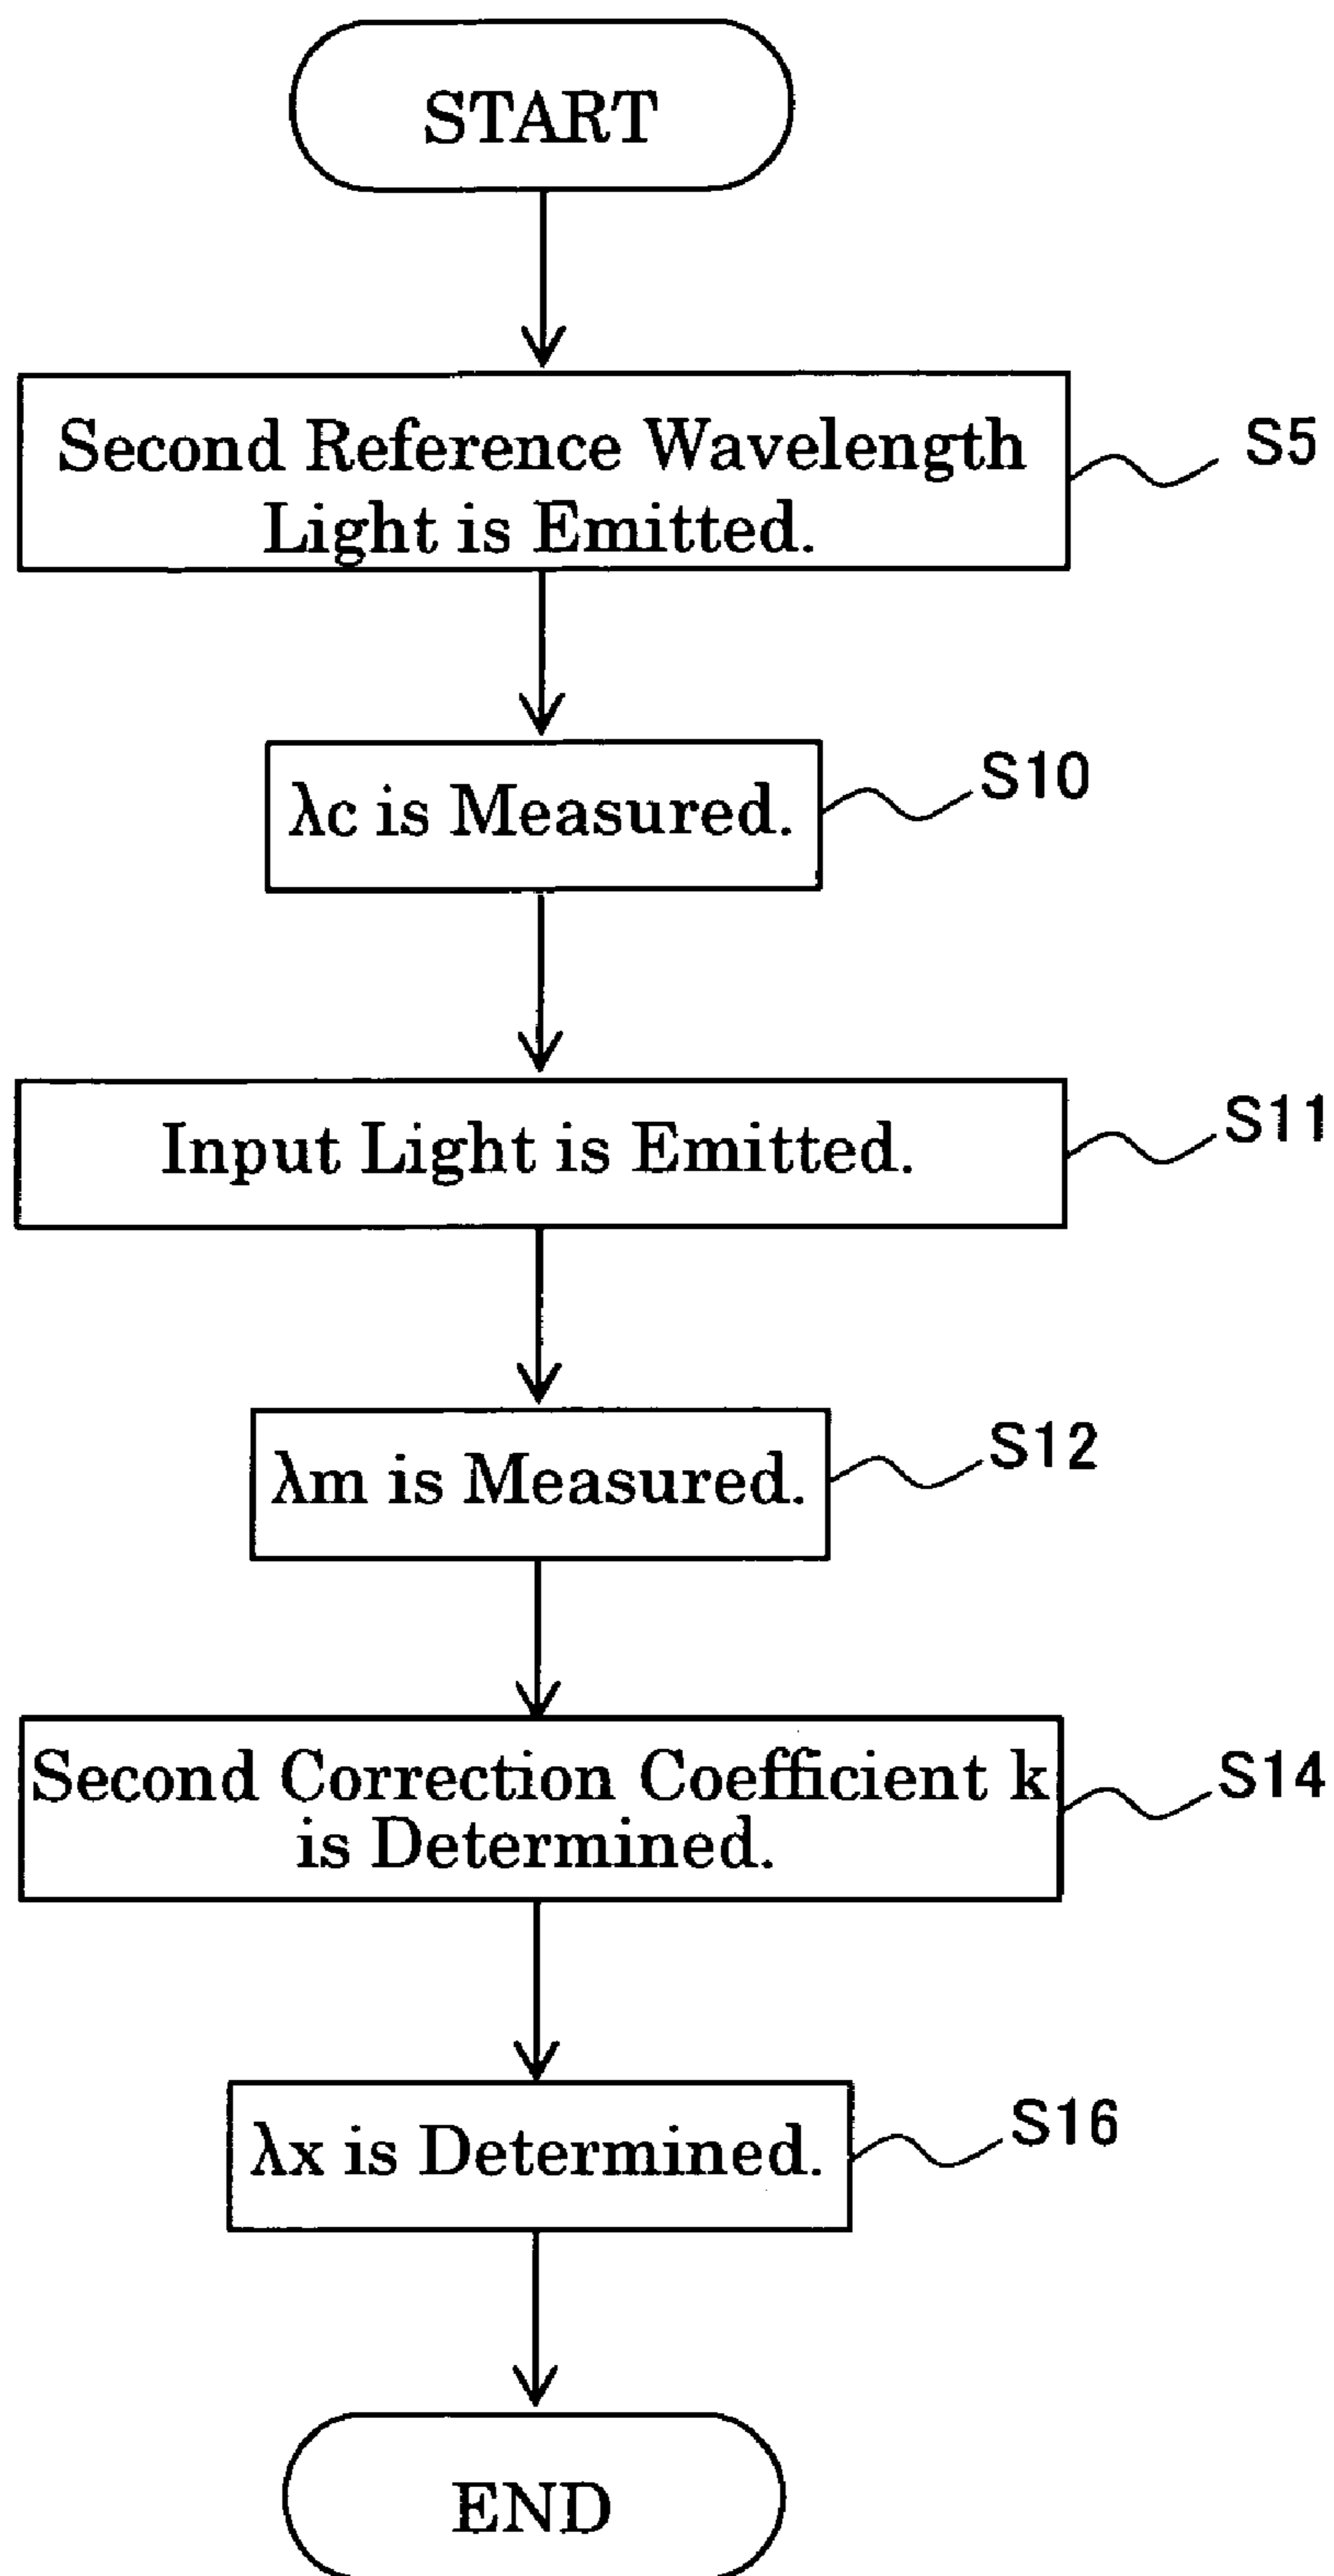 START
Second Reference Wavelength
Light is Emitted.
S5
λc is Measured.
S10
Input Light is Emitted.
S11
λm is Measured.
S12
Second Correction Coefficient k
is Determined.
S14
λx is Determined.
S16
END